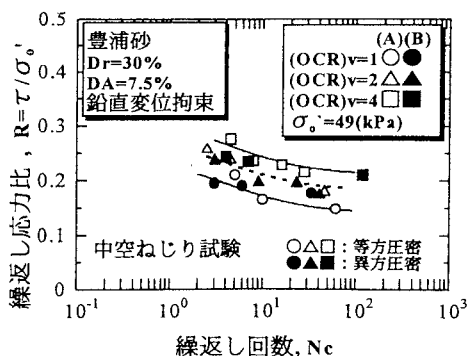 豊浦砂
Dr=30%
DA=7.5%
鉛直変位拘束
(A)(B)
(OCR)v=1 ○ ●
(OCR)v=2 △ ▲
(OCR)v=4 □ ■
σo'=49(kPa)
繰返し応力比, R=τ/σo'
0.5
0.4
0.3
0.2
0.1
0
中空ねじり試験
○△□:等方圧密
●▲■:異方圧密
10-1 100 101 102 103
繰返し回数, Nc